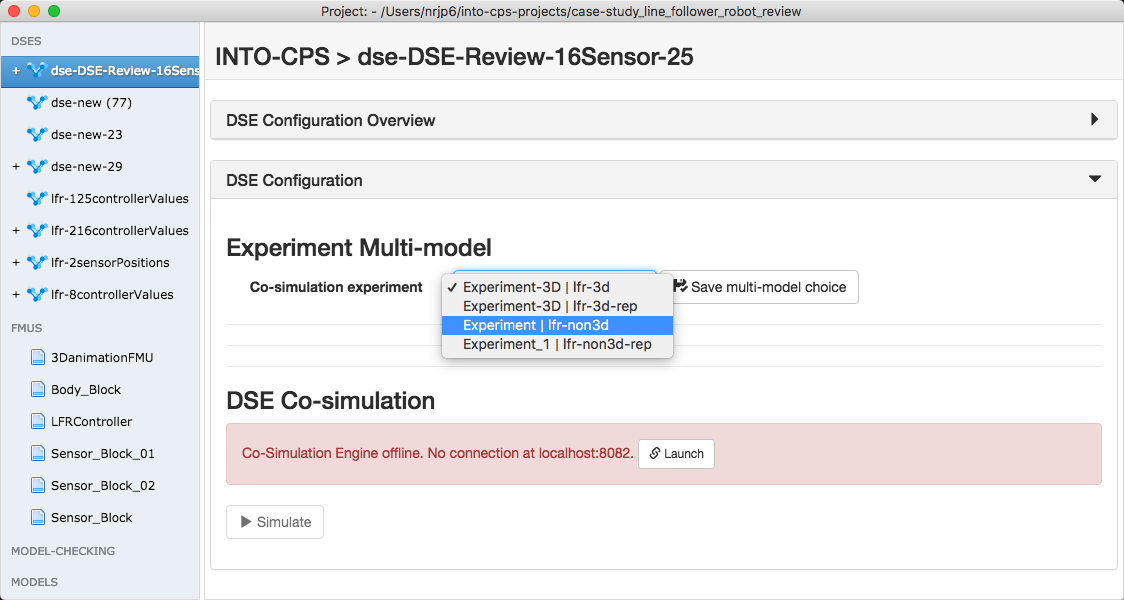 Project: - /Users/nrjp6/into-cps-projects/case-study_line_follower_robot_review
DSES
+ dse-DSE-Review-16Sens
dse-new (77)
dse-new-23
+ dse-new-29
lfr-125controllerValues
+ lfr-216controllerValues
+ lfr-2sensorPositions
+ lfr-8controllerValues
FMUS
3DanimationFMU
Body_Block
LFRController
Sensor_Block_01
Sensor_Block_02
Sensor_Block
MODEL-CHECKING
MODELS
INTO-CPS > dse-DSE-Review-16Sensor-25
DSE Configuration Overview
DSE Configuration
Experiment Multi-model
Co-simulation experiment
✓ Experiment-3D | lfr-3d
Experiment-3D | lfr-3d-rep
Experiment | lfr-non3d
Experiment_1 | lfr-non3d-rep
Save multi-model choice
DSE Co-simulation
Co-Simulation Engine offline. No connection at localhost:8082.
Launch
Simulate